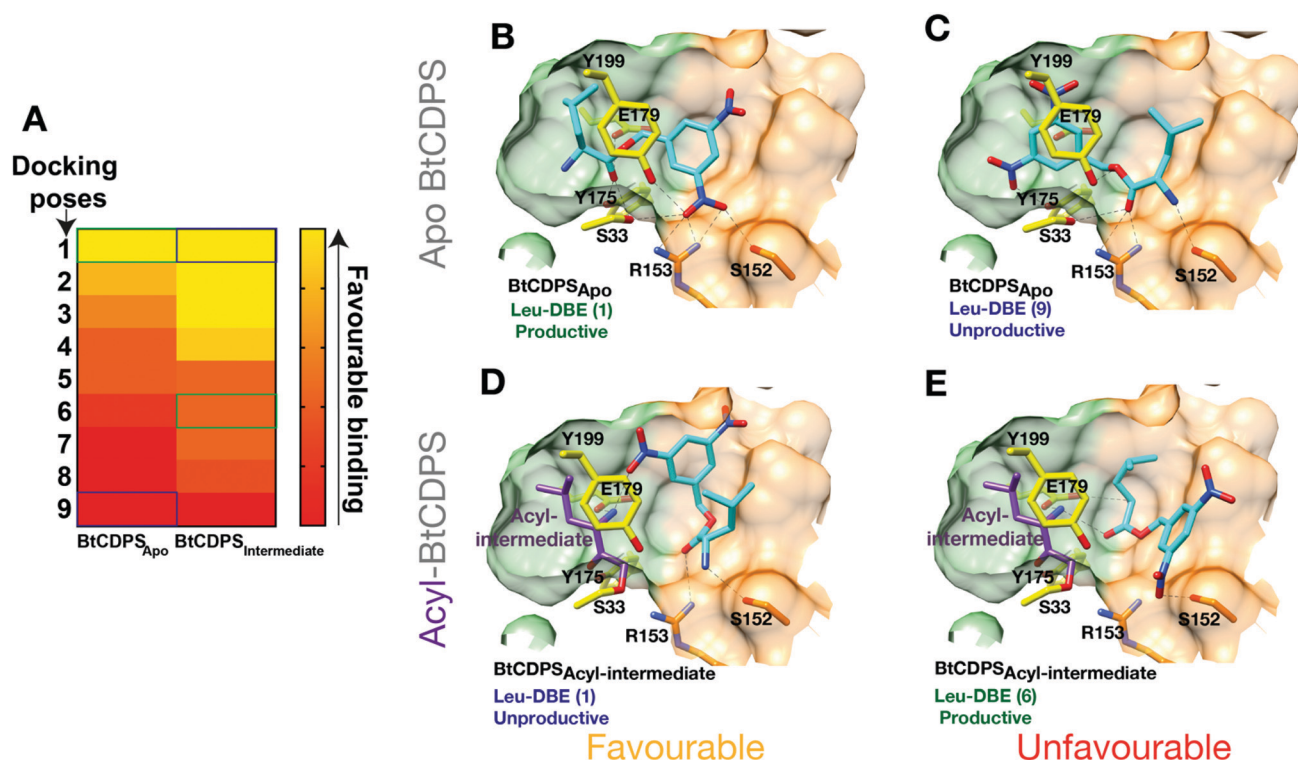 A
Docking
poses
1
2
3
4
5
6
7
8
9
BtCDPSApo
BtCDPSIntermediate
Favourable binding
Apo BtCDPS
B
Y199
E179
Y175
S33
R153
S152
BtCDPSApo
Leu-DBE (1)
Productive
C
Y199
E179
Y175
S33
R153
S152
BtCDPSApo
Leu-DBE (9)
Unproductive
Acyl-BtCDPS
D
Y199
E179
Acyl-
intermediate
Y175
S33
R153
S152
BtCDPSAcyl-intermediate
Leu-DBE (1)
Unproductive
E
Y199
E179
Acyl-
intermediate
Y175
S33
R153
S152
BtCDPSAcyl-intermediate
Leu-DBE (6)
Productive
Favourable
Unfavourable